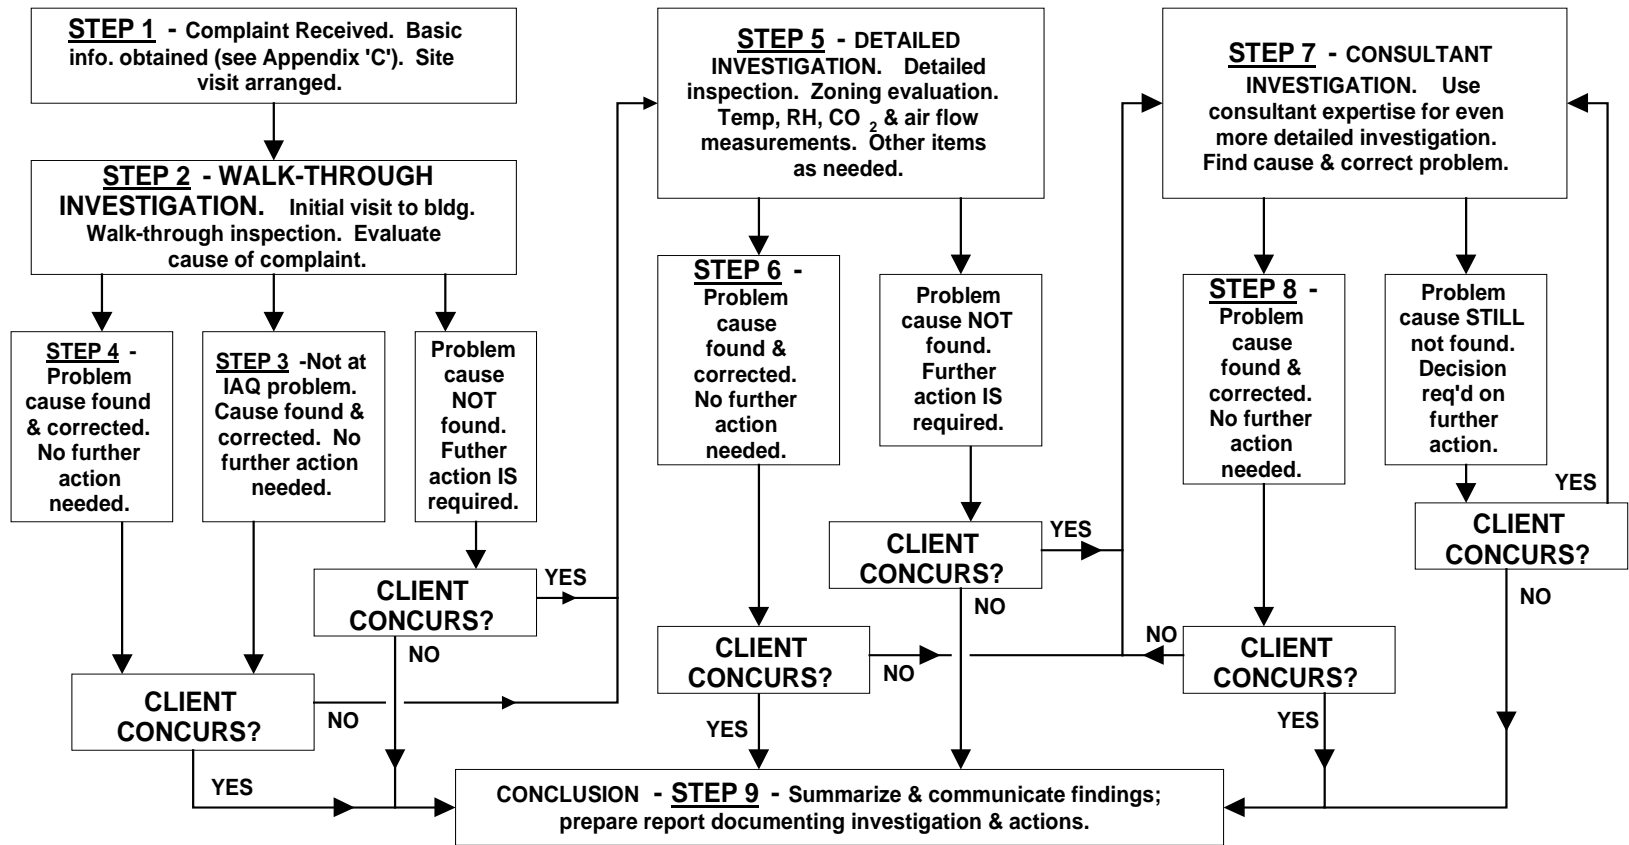 STEP 1 - Complaint Received. Basic
info. obtained (see Appendix 'C'). Site
visit arranged.
STEP 2 - WALK-THROUGH
INVESTIGATION. Initial visit to bldg.
Walk-through inspection. Evaluate
cause of complaint.
STEP 4 -
Problem
cause found
& corrected.
No further
action
needed.
STEP 3 -Not at
IAQ problem.
Cause found &
corrected. No
further action
needed.
Problem
cause
NOT
found.
Futher
action IS
required.
CLIENT
CONCURS?
YES
NO
CLIENT
CONCURS?
NO
YES
STEP 5 - DETAILED
INVESTIGATION. Detailed
inspection. Zoning evaluation.
Temp, RH, CO 2 & air flow
measurements. Other items
as needed.
STEP 6 -
Problem
cause
found &
corrected.
No further
action
needed.
Problem
cause NOT
found.
Further
action IS
required.
CLIENT
CONCURS?
YES
NO
CLIENT
CONCURS?
NO
YES
STEP 7 - CONSULTANT
INVESTIGATION. Use
consultant expertise for even
more detailed investigation.
Find cause & correct problem.
STEP 8 -
Problem
cause
found &
corrected.
No further
action
needed.
Problem
cause STILL
not found.
Decision
req'd on
further
action.
YES
CLIENT
CONCURS?
NO
NO
CLIENT
CONCURS?
YES
CONCLUSION - STEP 9 - Summarize & communicate findings;
prepare report documenting investigation & actions.